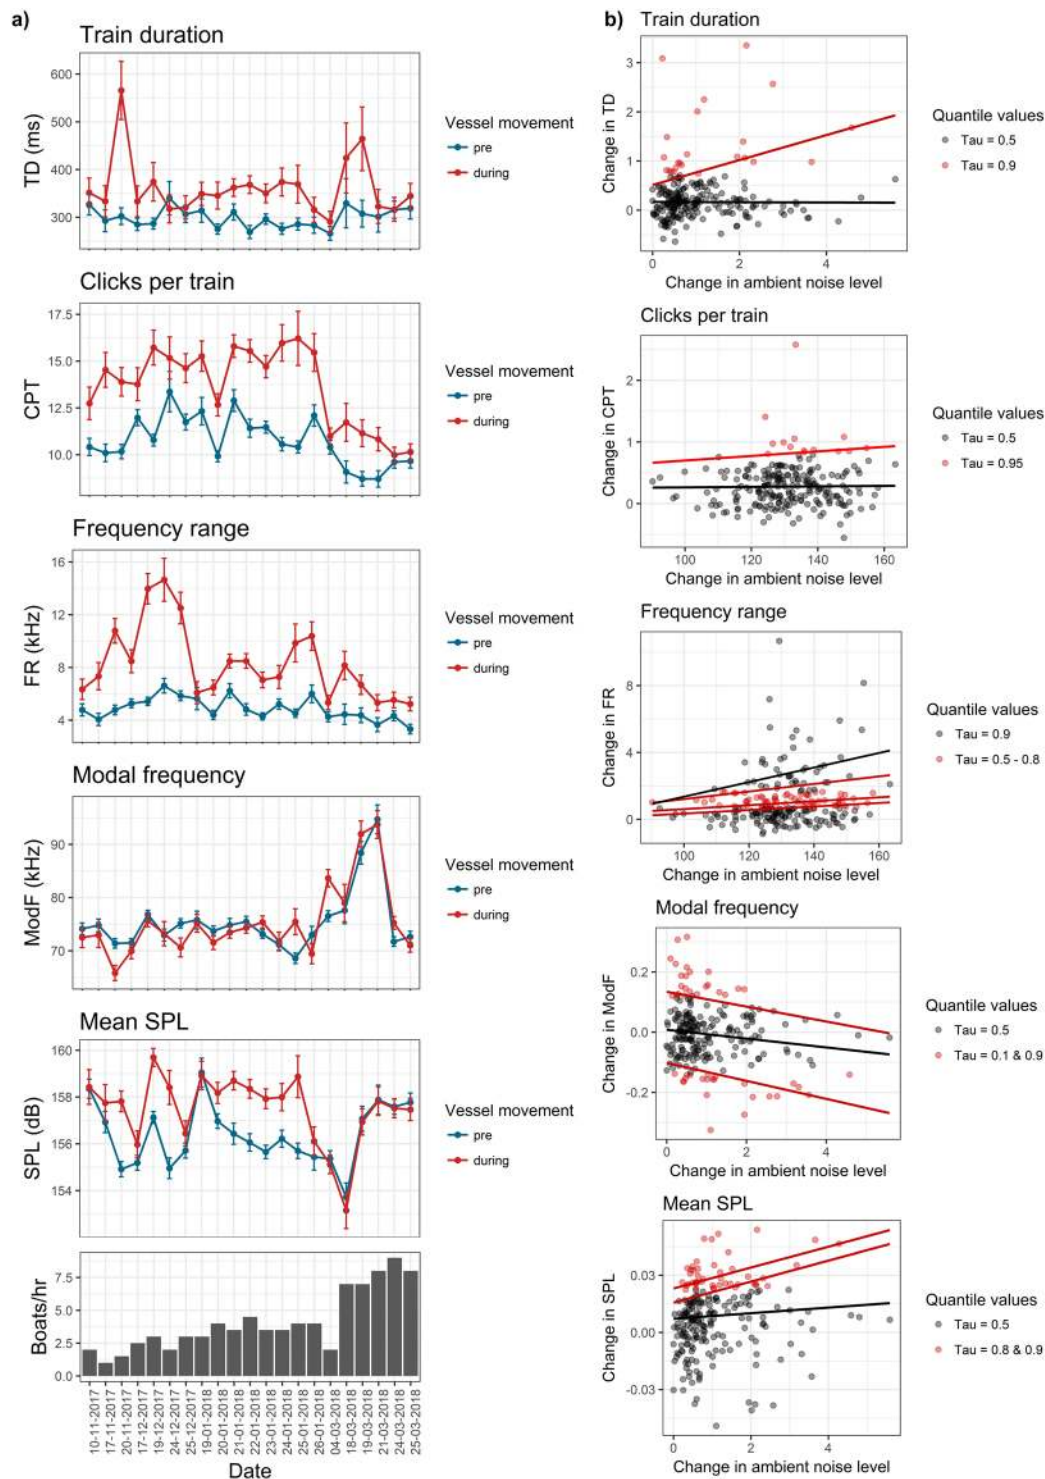 a)
Train duration
600
500
400
300
TD (ms)
Vessel movement
pre
during
Clicks per train
17.5
15.0
12.5
10.0
CPT
Vessel movement
pre
during
Frequency range
16
12
8
4
FR (kHz)
Vessel movement
pre
during
Modal frequency
90
80
70
ModF (kHz)
Vessel movement
pre
during
Mean SPL
160
158
156
154
SPL (dB)
Vessel movement
pre
during
7.5
5.0
2.5
0.0
Boats/hr
10-11-2017
17-11-2017
20-11-2017
17-12-2017
19-12-2017
24-12-2017
25-12-2017
19-01-2018
20-01-2018
21-01-2018
22-01-2018
23-01-2018
24-01-2018
25-01-2018
26-01-2018
04-03-2018
18-03-2018
19-03-2018
21-03-2018
24-03-2018
25-03-2018
Date
b)
Train duration
3
2
1
0
Change in TD
0 2 4
Change in ambient noise level
Quantile values
Tau = 0.5
Tau = 0.9
Clicks per train
2
1
0
Change in CPT
100 120 140 160
Change in ambient noise level
Quantile values
Tau = 0.5
Tau = 0.95
Frequency range
8
4
0
Change in FR
100 120 140 160
Change in ambient noise level
Quantile values
Tau = 0.9
Tau = 0.5 - 0.8
Modal frequency
0.2
0.0
-0.2
Change in ModF
0 2 4
Change in ambient noise level
Quantile values
Tau = 0.5
Tau = 0.1 & 0.9
Mean SPL
0.03
0.00
-0.03
Change in SPL
0 2 4
Change in ambient noise level
Quantile values
Tau = 0.5
Tau = 0.8 & 0.9